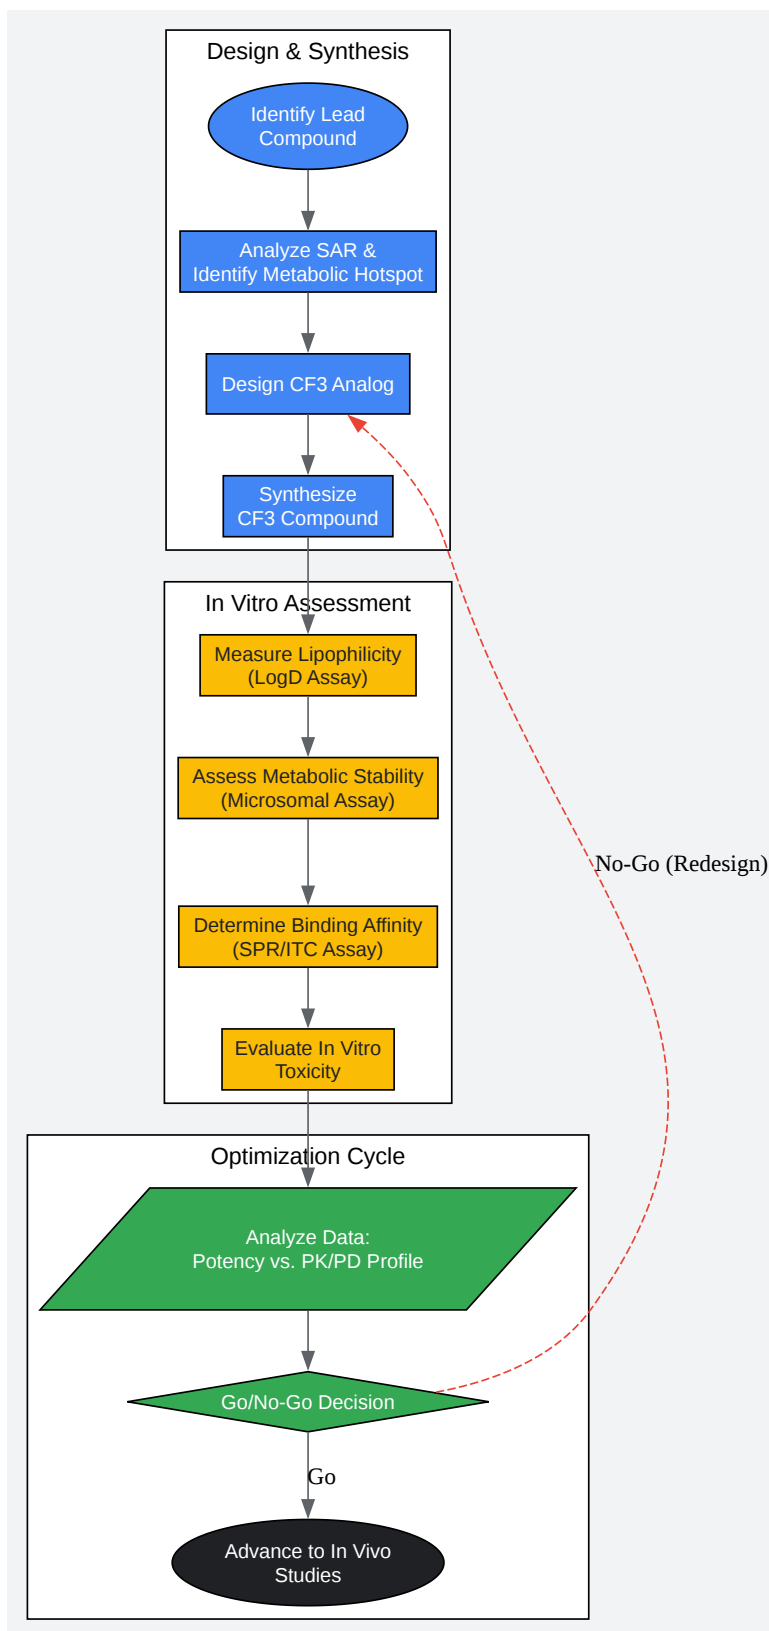 Design & Synthesis
Identify Lead
Compound
Analyze SAR &
Identify Metabolic Hotspot
Design CF3 Analog
Synthesize
CF3 Compound
In Vitro Assessment
Measure Lipophilicity
(LogD Assay)
Assess Metabolic Stability
(Microsomal Assay)
No-Go (Redesign)
Determine Binding Affinity
(SPR/ITC Assay)
Evaluate In Vitro
Toxicity
Optimization Cycle
Analyze Data:
Potency vs. PK/PD Profile
Go/No-Go Decision
Go
Advance to In Vivo
Studies